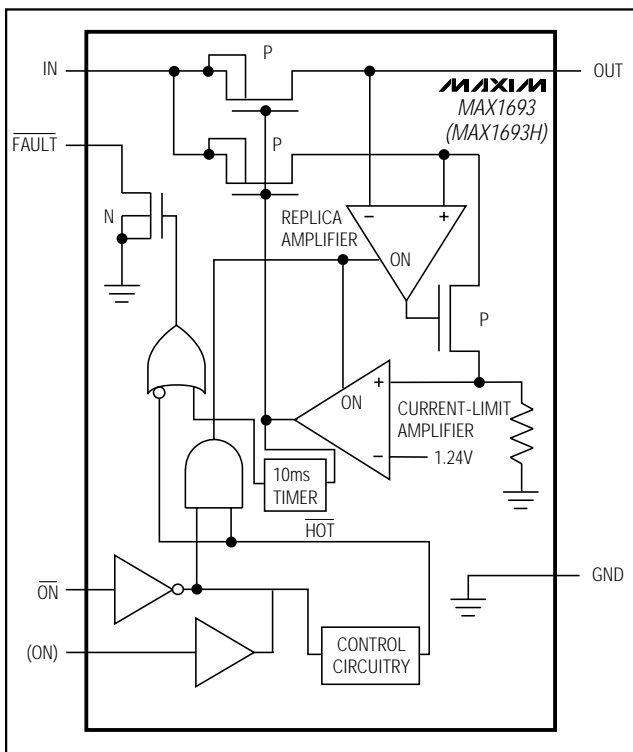 P
IN
OUT
MAXIM
MAX1693
(MAX1693H)
FAULT
P
N
REPLICA
AMPLIFIER
–
+
ON
P
+
ON
CURRENT-LIMIT
AMPLIFIER
–
1.24V
10ms
TIMER
HOT
ON
GND
(ON)
CONTROL
CIRCUITRY